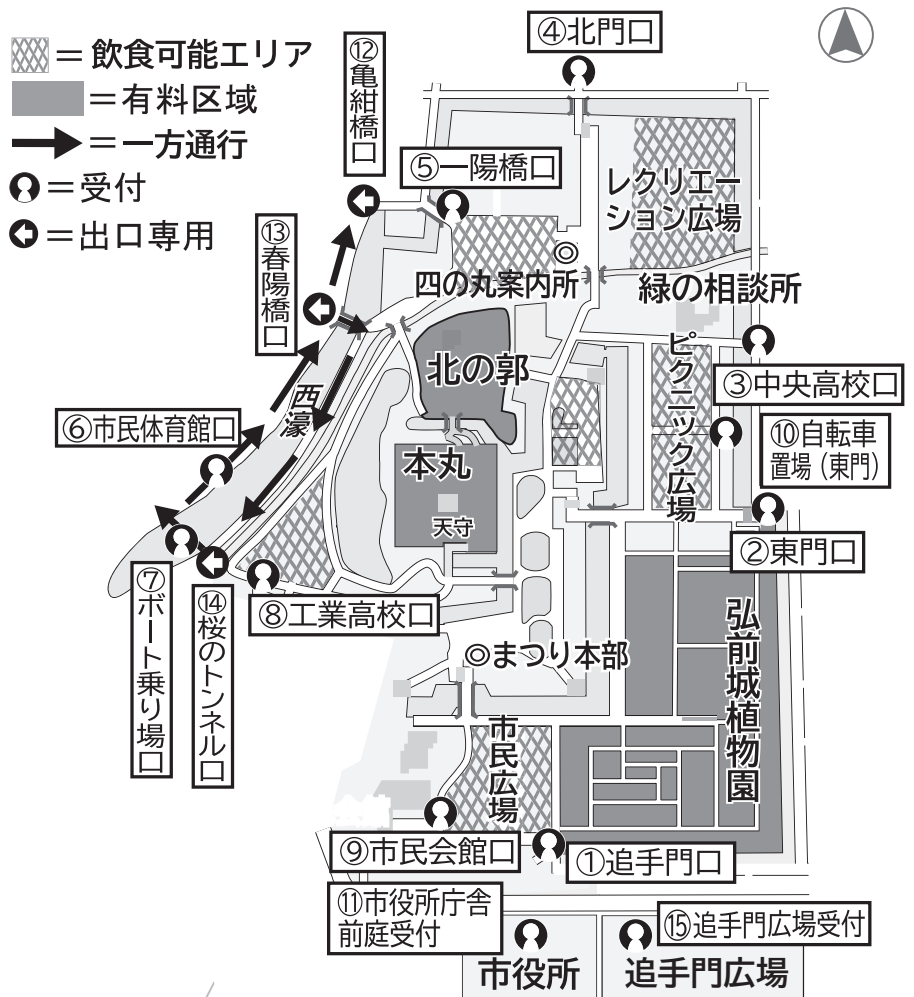 ＝飲食可能エリア
＝有料区域
＝一方通行
＝受付
＝出口専用
④北門口
⑫亀紺橋口
⑤一陽橋口
レクリエー
ション広場
⑬春陽橋口
四の丸案内所
緑の相談所
北の郭
ピクニック広場
③中央高校口
西濠
⑥市民体育館口
⑩自転車
置場（東門）
本丸
天守
②東門口
⑦ボート乗り場口
⑭桜のトンネル口
⑧工業高校口
◎まつり本部
弘前城植物園
市民広場
⑨市民会館口
①追手門口
⑪市役所庁舎
前庭受付
⑮追手門広場受付
市役所
追手門広場